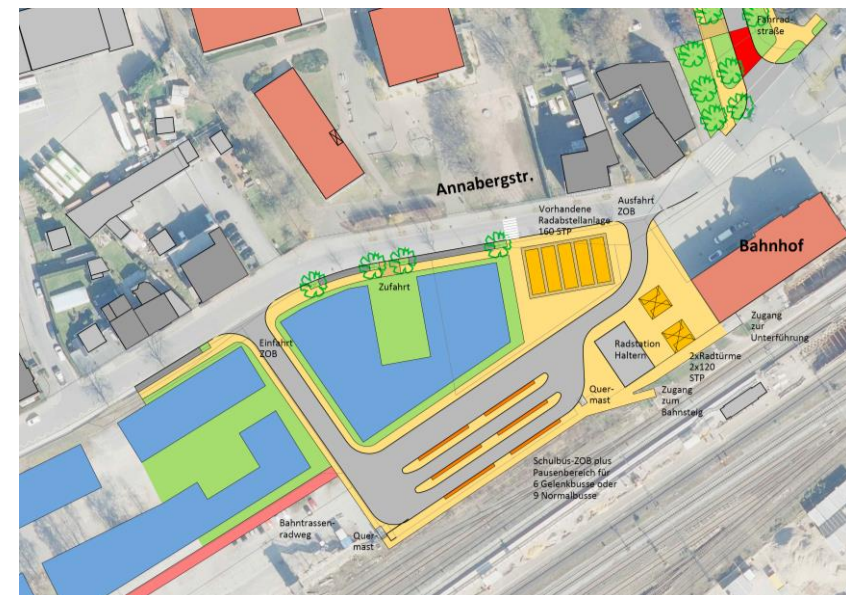 Fahrrad-
straße
Annabergstr.
Vorhandene
Radabstellanlage
160 STP
Ausfahrt
ZOB
Bahnhof
Zufahrt
Einfahrt
ZOB
Radstation
Haltern
Zugang
zur
Unterführung
2xRadtürme
2x120
STP
Quer-
mast
Zugang
zum
Bahnsteig
Schulbus-ZOB plus
Pausenbereich für
6 Gelenkbusse oder
9 Normalbusse
Bahntrassen-
radweg
Quer-
mast